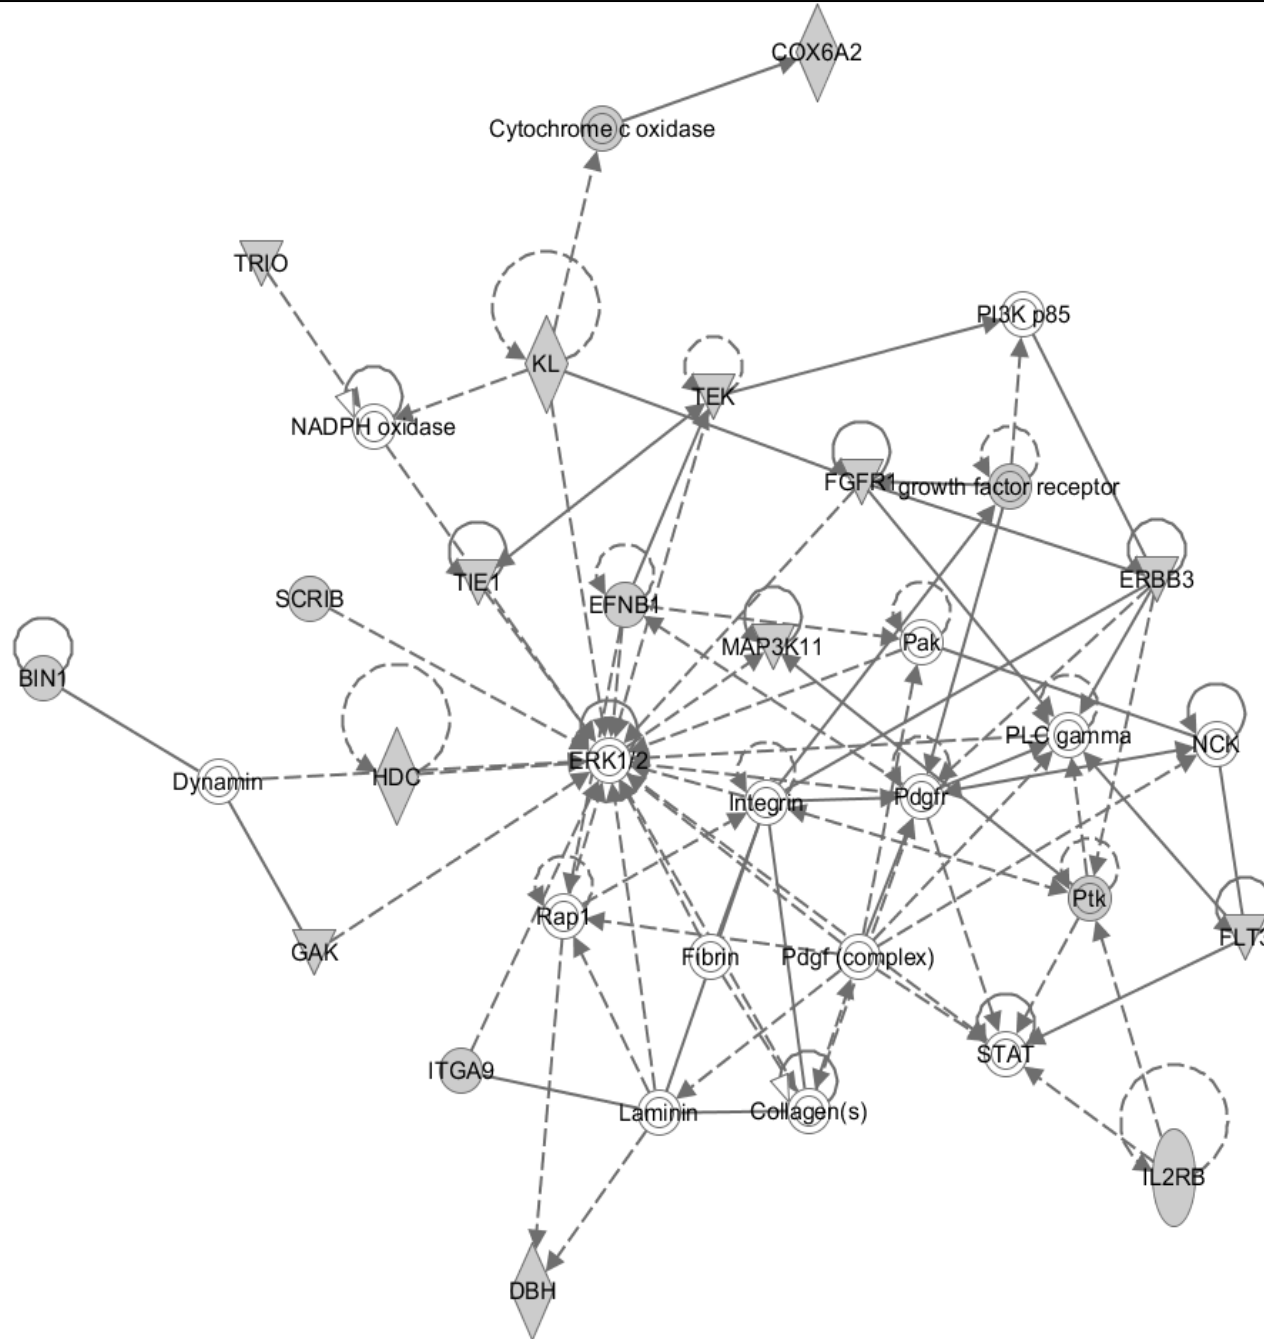 COX6A2
Cytochrome c oxidase
TRIO
PI3K p85
KL
TEK
NADPH oxidase
FGFR1
growth factor receptor
TIE1
ERBB3
SCRIB
EFNB1
MAP3K11
Pak
BIN1
PLC gamma
NCK
ERK1/2
HDC
Dynamin
Integrin
Pdgfr
Ptk
Rap1
FLT3
GAK
Fibrin
Pdgf (complex)
STAT
ITGA9
Laminin
Collagen(s)
IL2RB
DBH